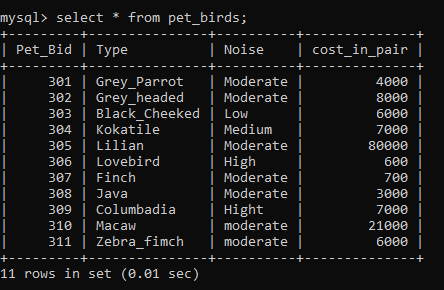 mysql> select * from pet_birds;
+---------+---------------+----------+--------------+
| Pet_Bid | Type          | Noise    | cost_in_pair |
+---------+---------------+----------+--------------+
|     301 | Grey_Parrot   | Moderate |         4000 |
|     302 | Grey_headed   | Moderate |         8000 |
|     303 | Black_Cheeked | Low      |         6000 |
|     304 | Kokatile      | Medium   |         7000 |
|     305 | Lilian        | Moderate |        80000 |
|     306 | Lovebird      | High     |          600 |
|     307 | Finch         | Moderate |          700 |
|     308 | Java          | Moderate |         3000 |
|     309 | Columbadia    | Hight    |         7000 |
|     310 | Macaw         | moderate |        21000 |
|     311 | Zebra_fimch   | moderate |         6000 |
+---------+---------------+----------+--------------+
11 rows in set (0.01 sec)